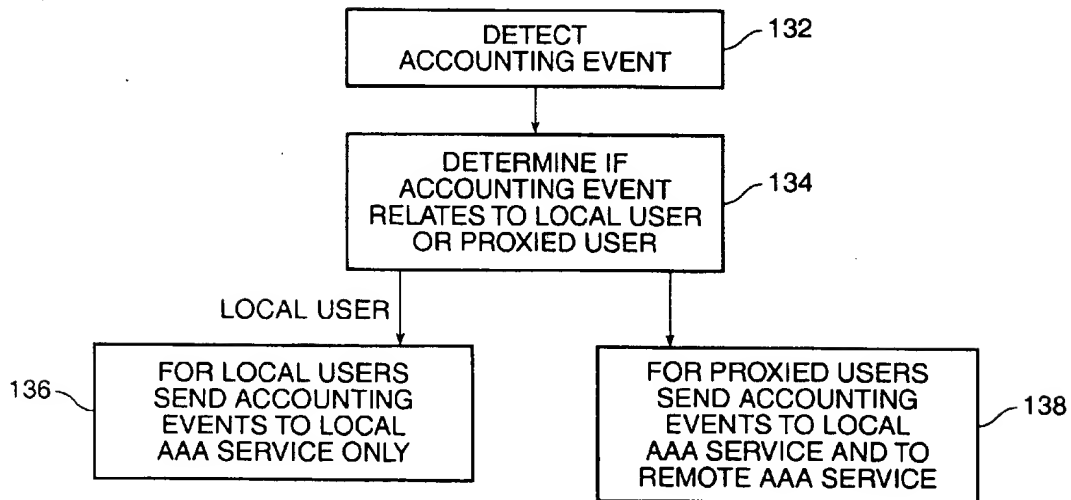 DETECT
ACCOUNTING EVENT
132
DETERMINE IF
ACCOUNTING EVENT
RELATES TO LOCAL USER
OR PROXIED USER
134
LOCAL USER
136
FOR LOCAL USERS
SEND ACCOUNTING
EVENTS TO LOCAL
AAA SERVICE ONLY
FOR PROXIED USERS
SEND ACCOUNTING
EVENTS TO LOCAL
AAA SERVICE AND TO
REMOTE AAA SERVICE
138